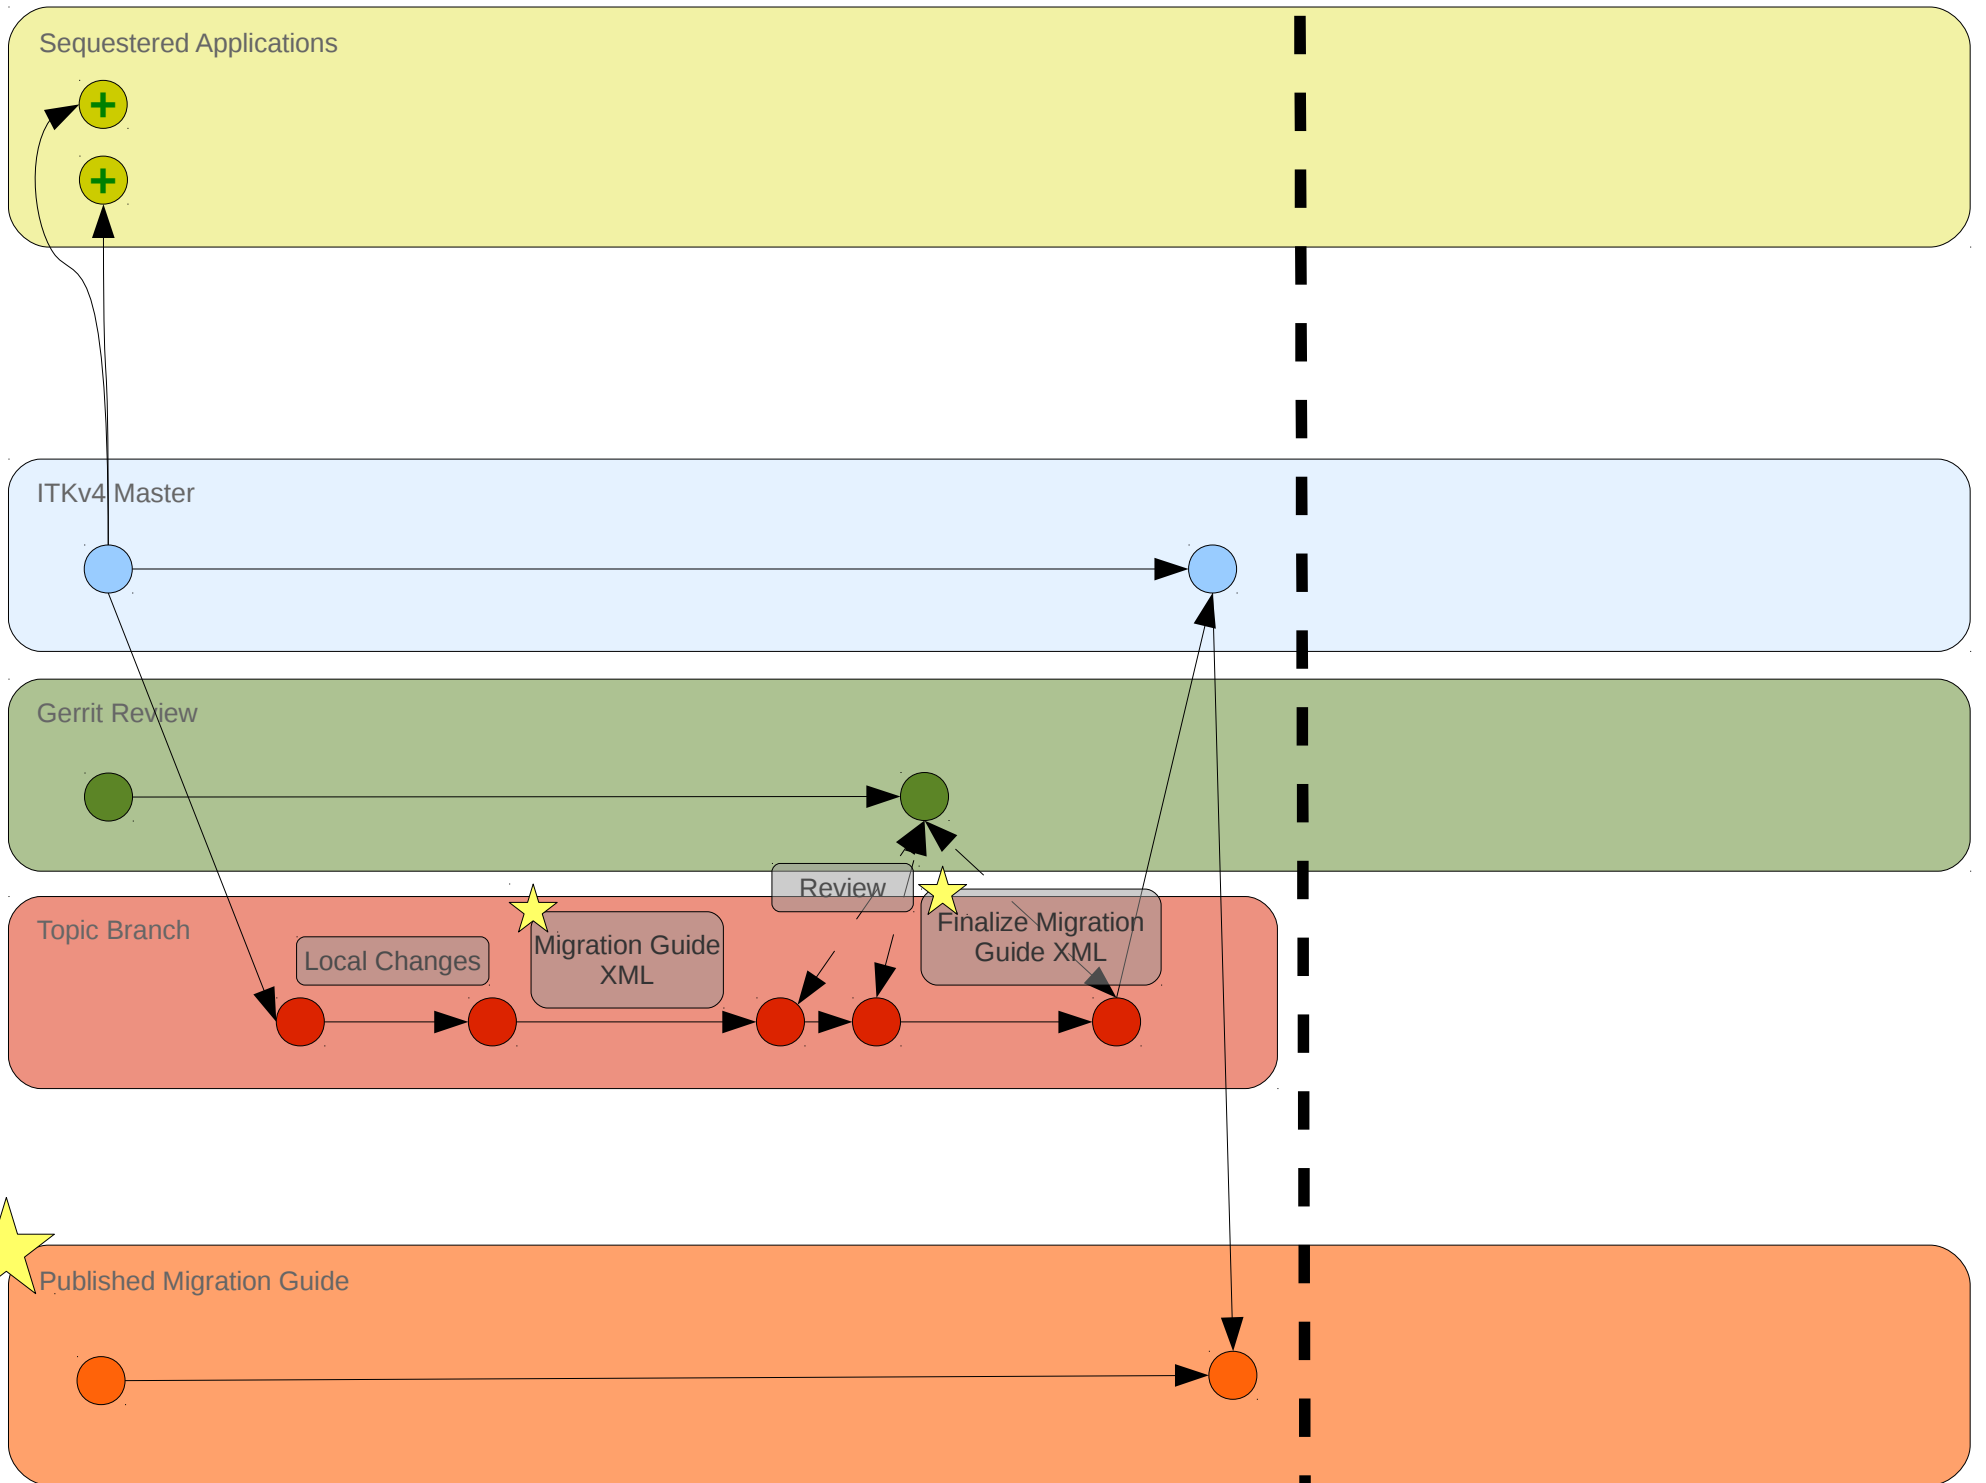 Sequestered Applications
ITKv4 Master
Gerrit Review
Review
Topic Branch
Local Changes
Migration Guide
XML
Finalize Migration
Guide XML
Published Migration Guide